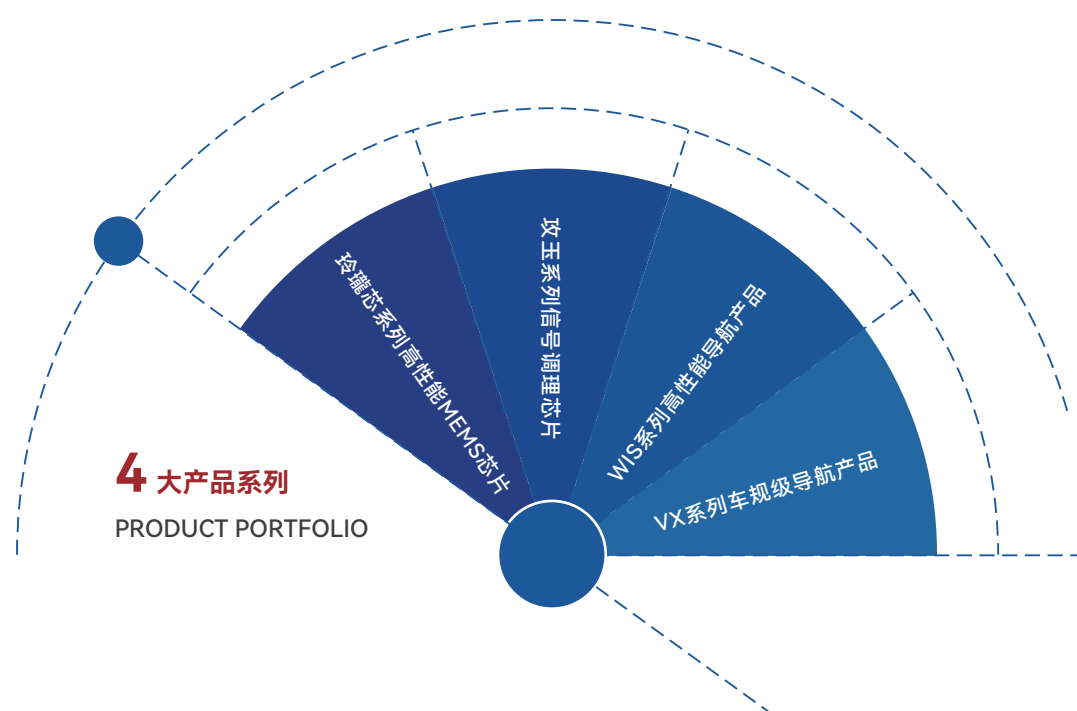 玲瓏芯系列高性能MEMS芯片
攻玉系列信号调理芯片
WIS系列高性能导航产品
VX系列车规级导航产品
4 大产品系列
PRODUCT PORTFOLIO